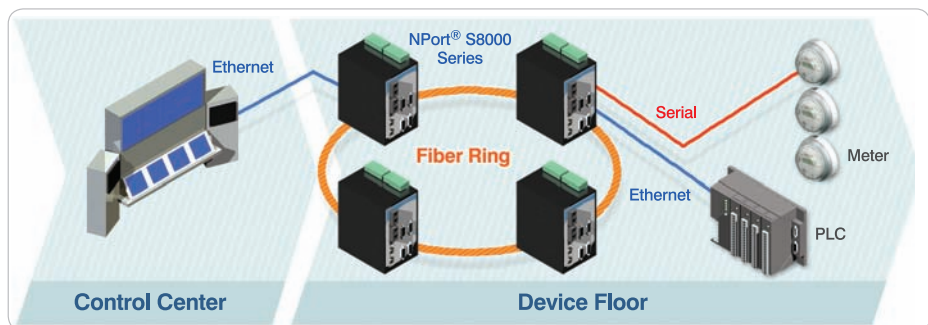 NPort® S8000
Series
Ethernet
Serial
Fiber Ring
Meter
Ethernet
PLC
Control Center
Device Floor